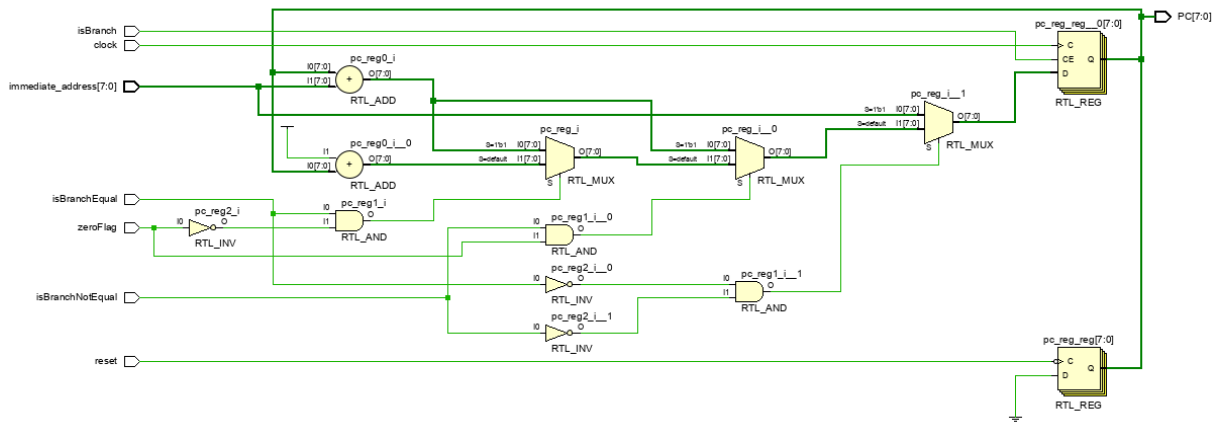 PC[7:0]
pc_reg_reg__0[7:0]
isBranch
clock
C
CE
Q
D
RTL_REG
pc_reg0_i
I0[7:0]
I1[7:0]
+
O[7:0]
RTL_ADD
immediate_address[7:0]
pc_reg_i__1
S=1'b1
I0[7:0]
S=default
I1[7:0]
O[7:0]
S
RTL_MUX
pc_reg_i
S=1'b1
I0[7:0]
S=default
I1[7:0]
O[7:0]
S
RTL_MUX
pc_reg_i__0
S=1'b1
I0[7:0]
S=default
I1[7:0]
O[7:0]
S
RTL_MUX
pc_reg0_i__0
I1
I0[7:0]
+
O[7:0]
RTL_ADD
isBranchEqual
pc_reg1_i
I0
I1
O
RTL_AND
zeroFlag
pc_reg2_i
I0
O
RTL_INV
pc_reg1_i__0
I0
I1
O
RTL_AND
pc_reg2_i__0
I0
O
RTL_INV
pc_reg1_i__1
I0
I1
O
RTL_AND
isBranchNotEqual
pc_reg2_i__1
I0
O
RTL_INV
reset
pc_reg_reg[7:0]
C
D
Q
RTL_REG